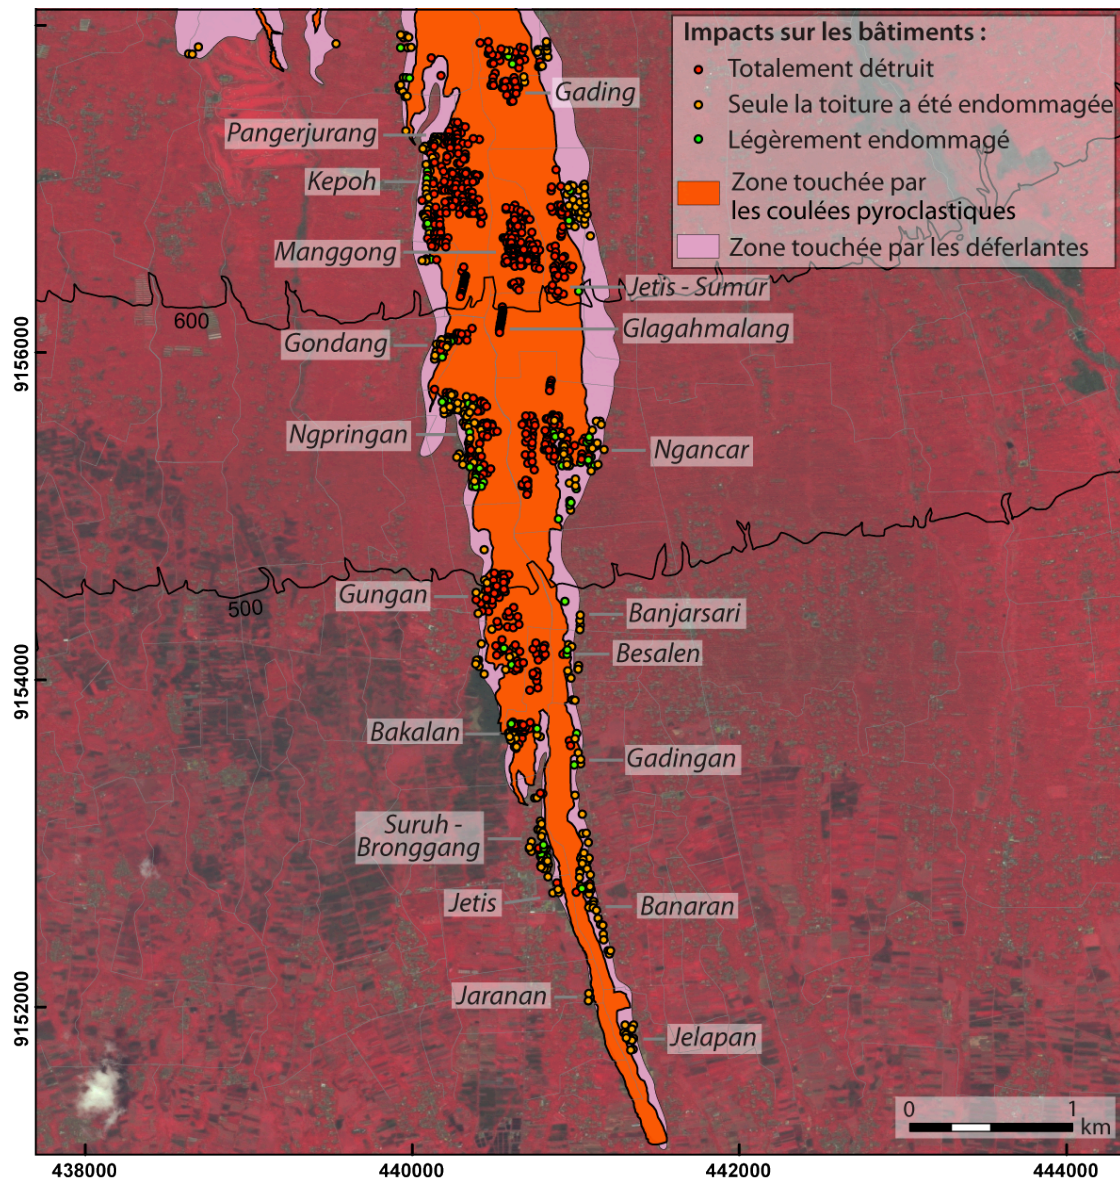 Impacts sur les bâtiments :
Totalement détruit
Seule la toiture a été endommagée
Légèrement endommagé
Zone touchée par
les coulées pyroclastiques
Zone touchée par les déferlantes
Gading
Pangerjurang
Kepoh
Manggong
Jetis - Sumur
600
Glagahmalang
Gondang
Ngpringan
Ngancar
500
Gungan
Banjarsari
Besalen
Bakalan
Gadingan
Suruh -
Bronggang
Jetis
Banaran
Jaranan
Jelapan
0 1
km
9156000
9154000
9152000
438000 440000 442000 444000